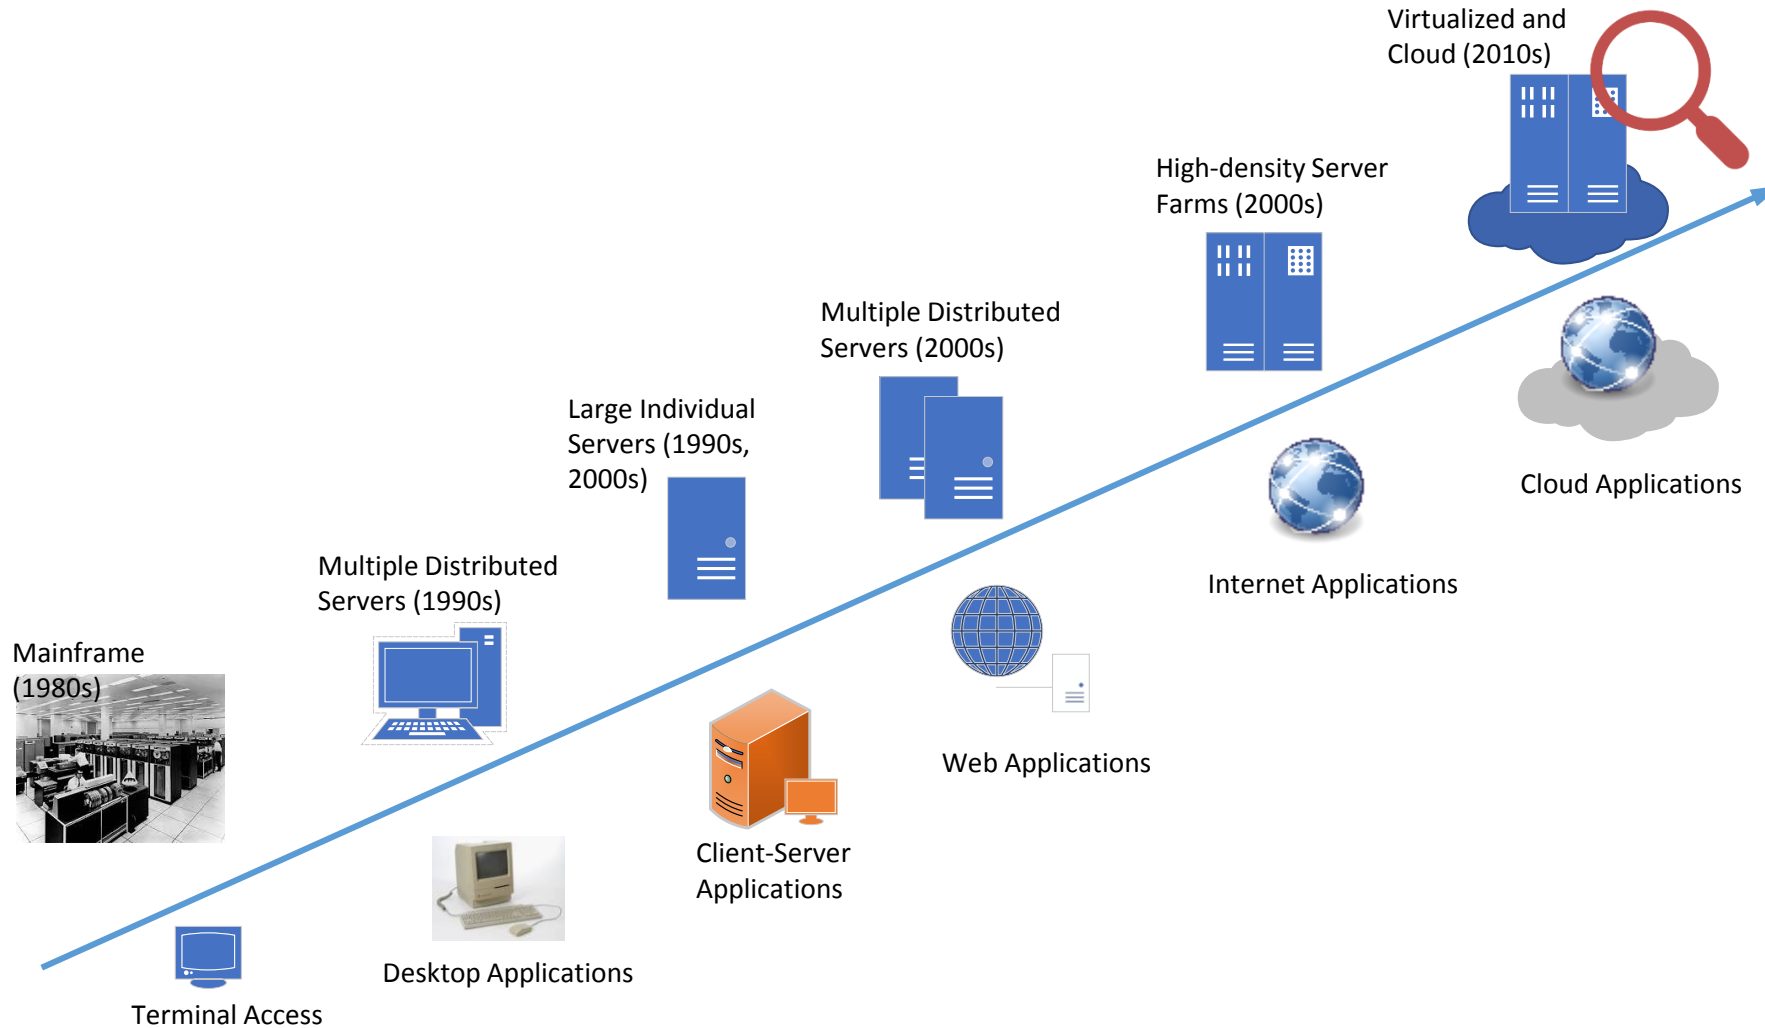 Virtualized and
Cloud (2010s)
High-density Server
Farms (2000s)
Multiple Distributed
Servers (2000s)
Large Individual
Servers (1990s,
2000s)
Multiple Distributed
Servers (1990s)
Mainframe
(1980s)
Cloud Applications
Internet Applications
Web Applications
Client-Server
Applications
Desktop Applications
Terminal Access